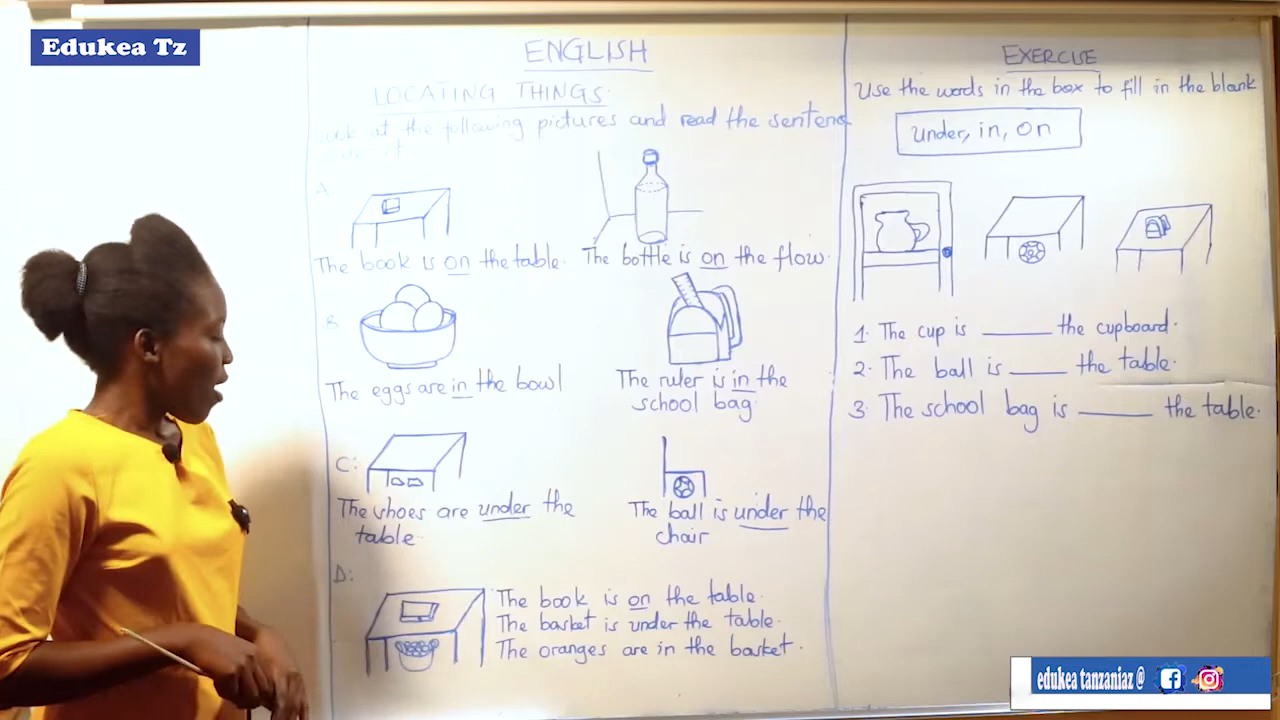 Edukea Tz
ENGLISH
LOCATING THINGS.
at the following pictures and read the sentence
A:
The book is on the table.
The bottle is on the flow.
B
The eggs are in the bowl
The ruler is in the
school bag.
C:
The shoes are under the
table.
The ball is under the
chair
D:
The book is on the table.
The basket is under the table.
The oranges are in the basket.
EXERCISE
Use the words in the box to fill in the blank
under, in, on
1. The cup is ______ the cupboard.
2. The ball is _____ the table.
3. The school bag is ______ the table.
edukea tanzaniaz @